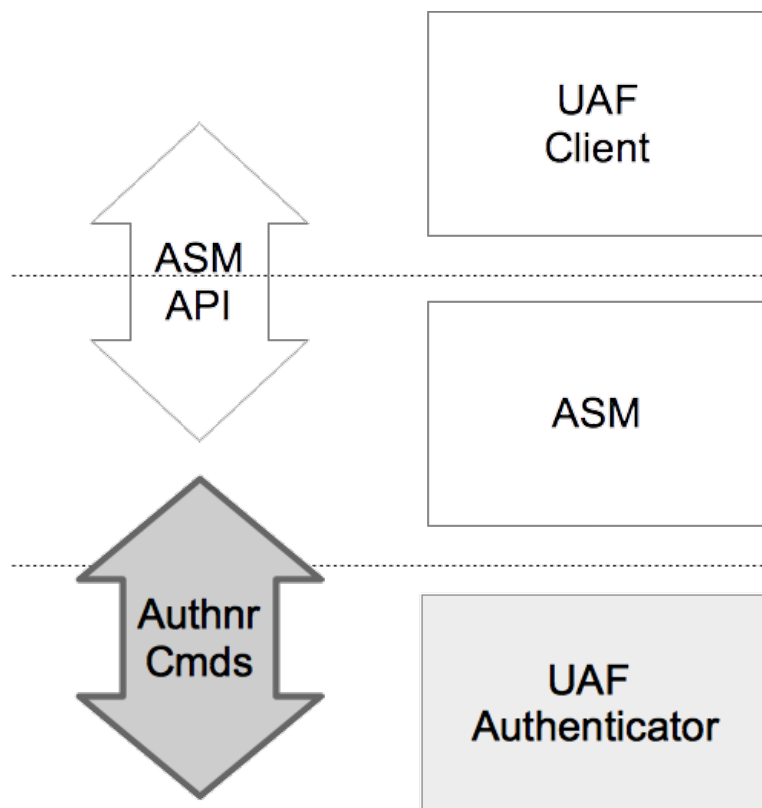 UAF
Client
ASM
API
ASM
Authnr
Cmds
UAF
Authenticator